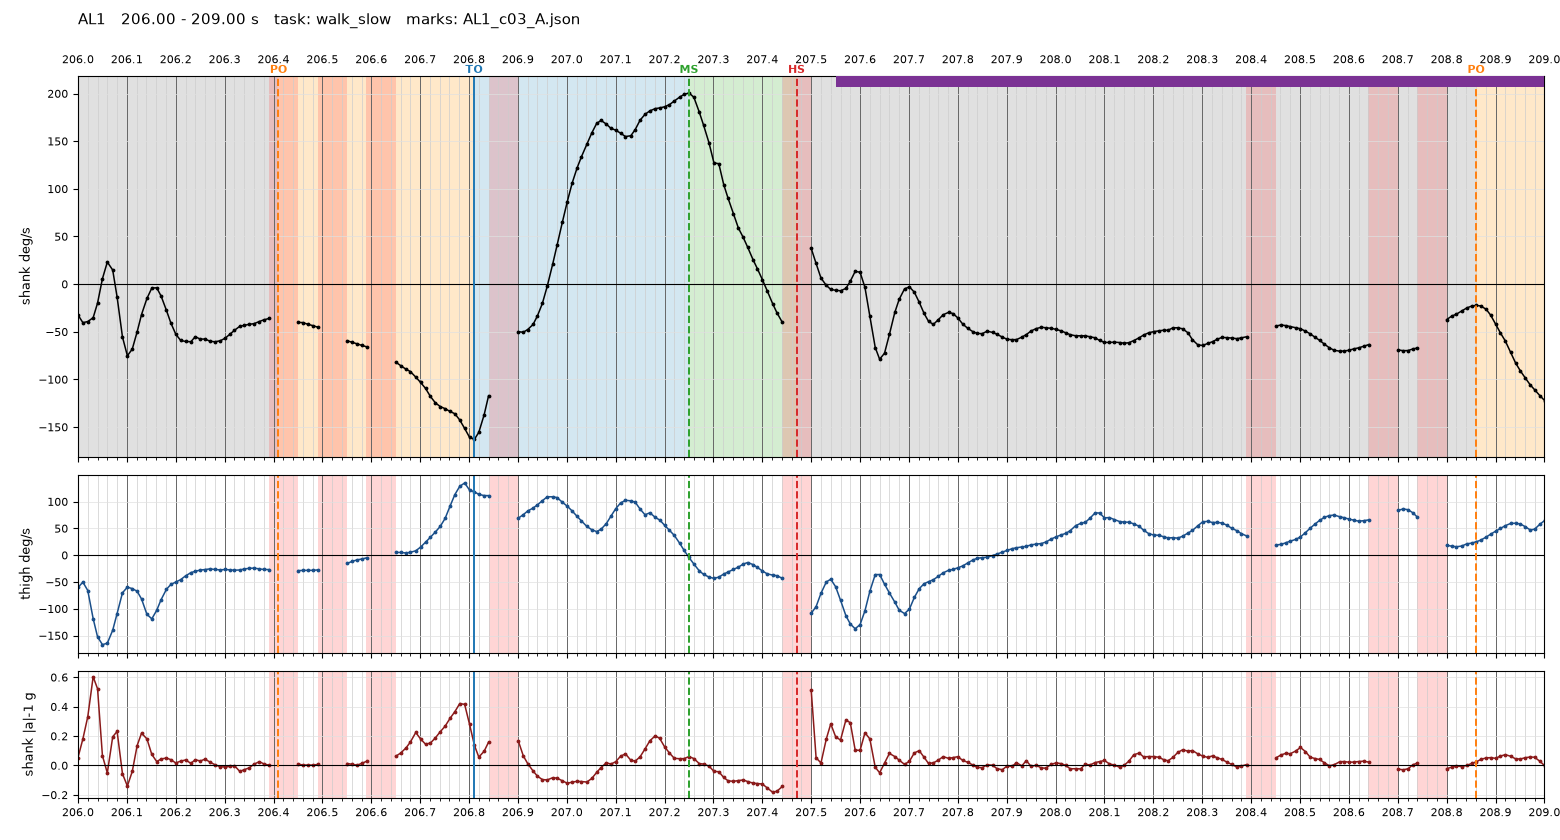 AL1 206.00 - 209.00 s task: walk_slow marks: AL1_c03_A.json
206.0 206.1 206.2 206.3 206.4 206.5 206.6 206.7 206.8 206.9 207.0 207.1 207.2 207.3 207.4 207.5 207.6 207.7 207.8 207.9 208.0 208.1 208.2 208.3 208.4 208.5 208.6 208.7 208.8 208.9 209.0
PO TO MS HS PO
shank deg/s
200
150
100
50
0
−50
−100
−150
thigh deg/s
100
50
0
−50
−100
−150
shank |a|-1 g
0.6
0.4
0.2
0.0
−0.2
206.0 206.1 206.2 206.3 206.4 206.5 206.6 206.7 206.8 206.9 207.0 207.1 207.2 207.3 207.4 207.5 207.6 207.7 207.8 207.9 208.0 208.1 208.2 208.3 208.4 208.5 208.6 208.7 208.8 208.9 209.0